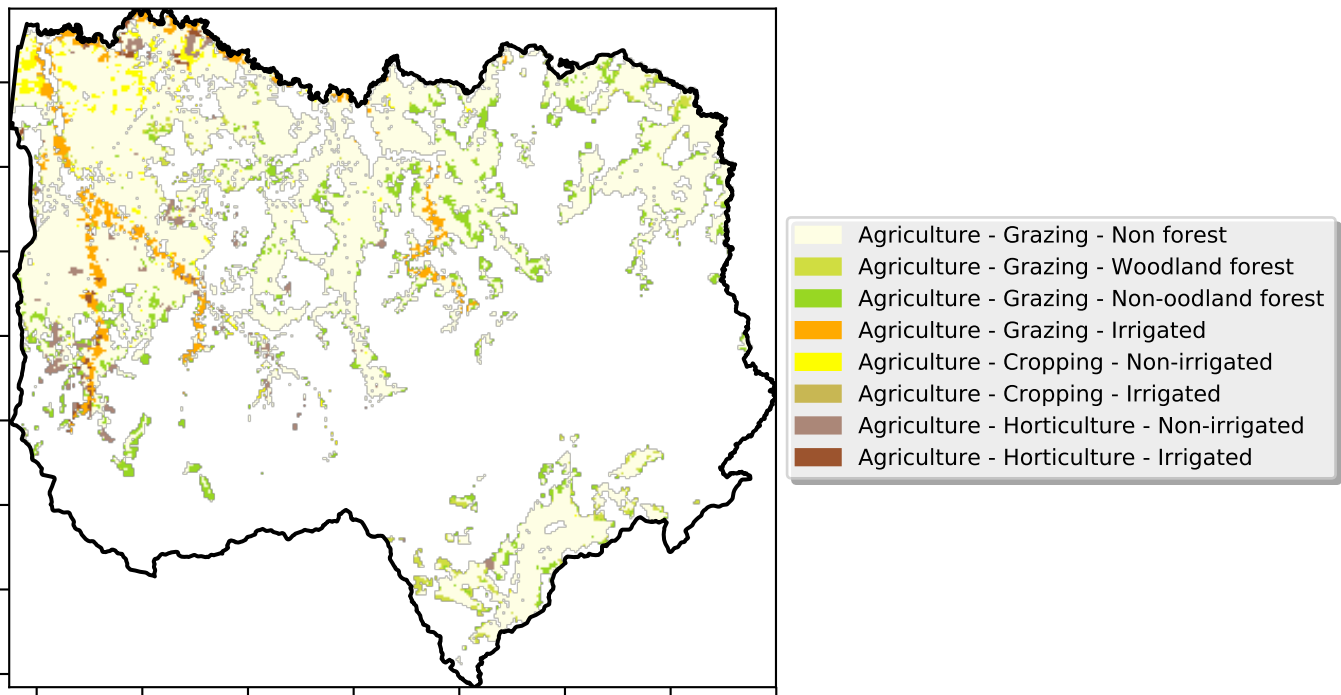 Agriculture - Grazing - Non forest
Agriculture - Grazing - Woodland forest
Agriculture - Grazing - Non-oodland forest
Agriculture - Grazing - Irrigated
Agriculture - Cropping - Non-irrigated
Agriculture - Cropping - Irrigated
Agriculture - Horticulture - Non-irrigated
Agriculture - Horticulture - Irrigated